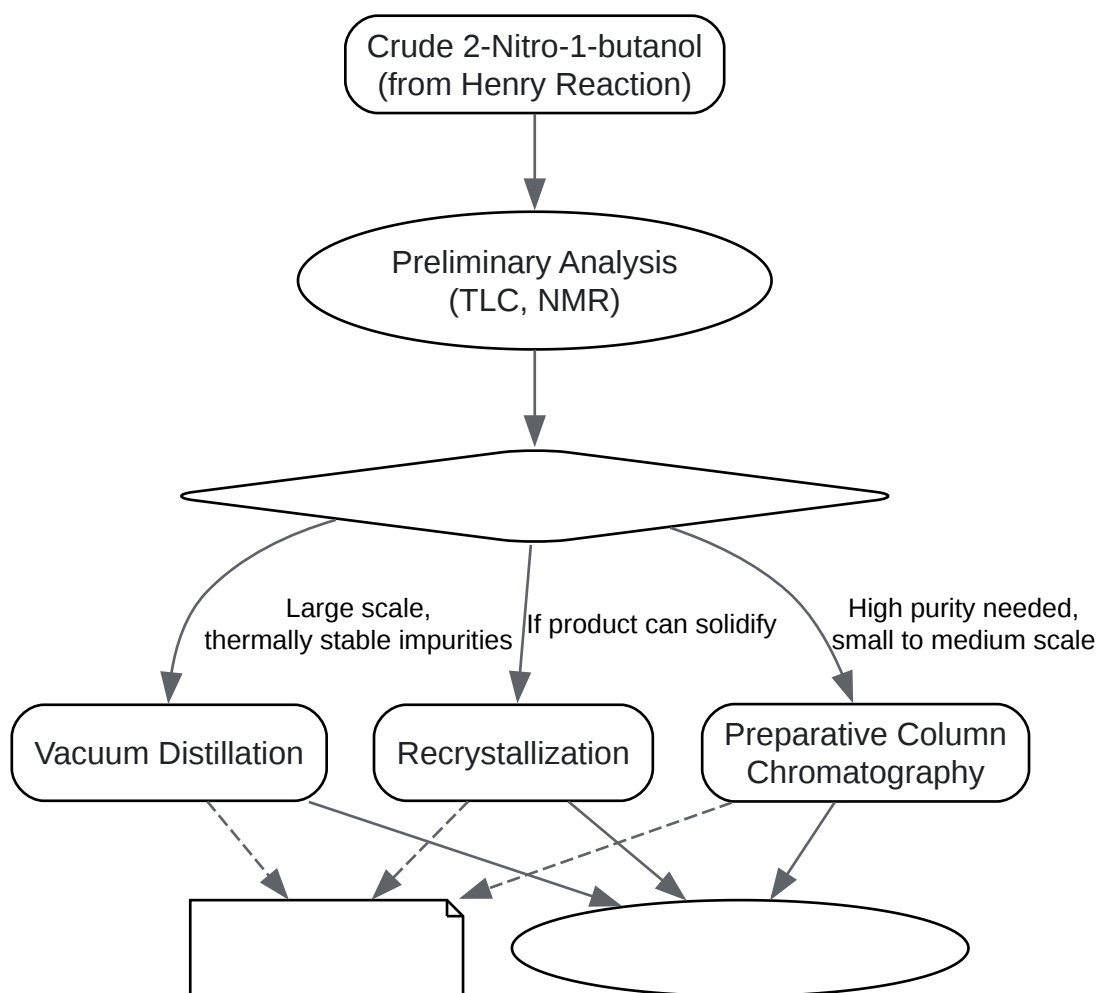 Crude 2-Nitro-1-butanol
(from Henry Reaction)
Preliminary Analysis
(TLC, NMR)
Large scale,
thermally stable impurities
If product can solidify
High purity needed,
small to medium scale
Vacuum Distillation
Recrystallization
Preparative Column
Chromatography